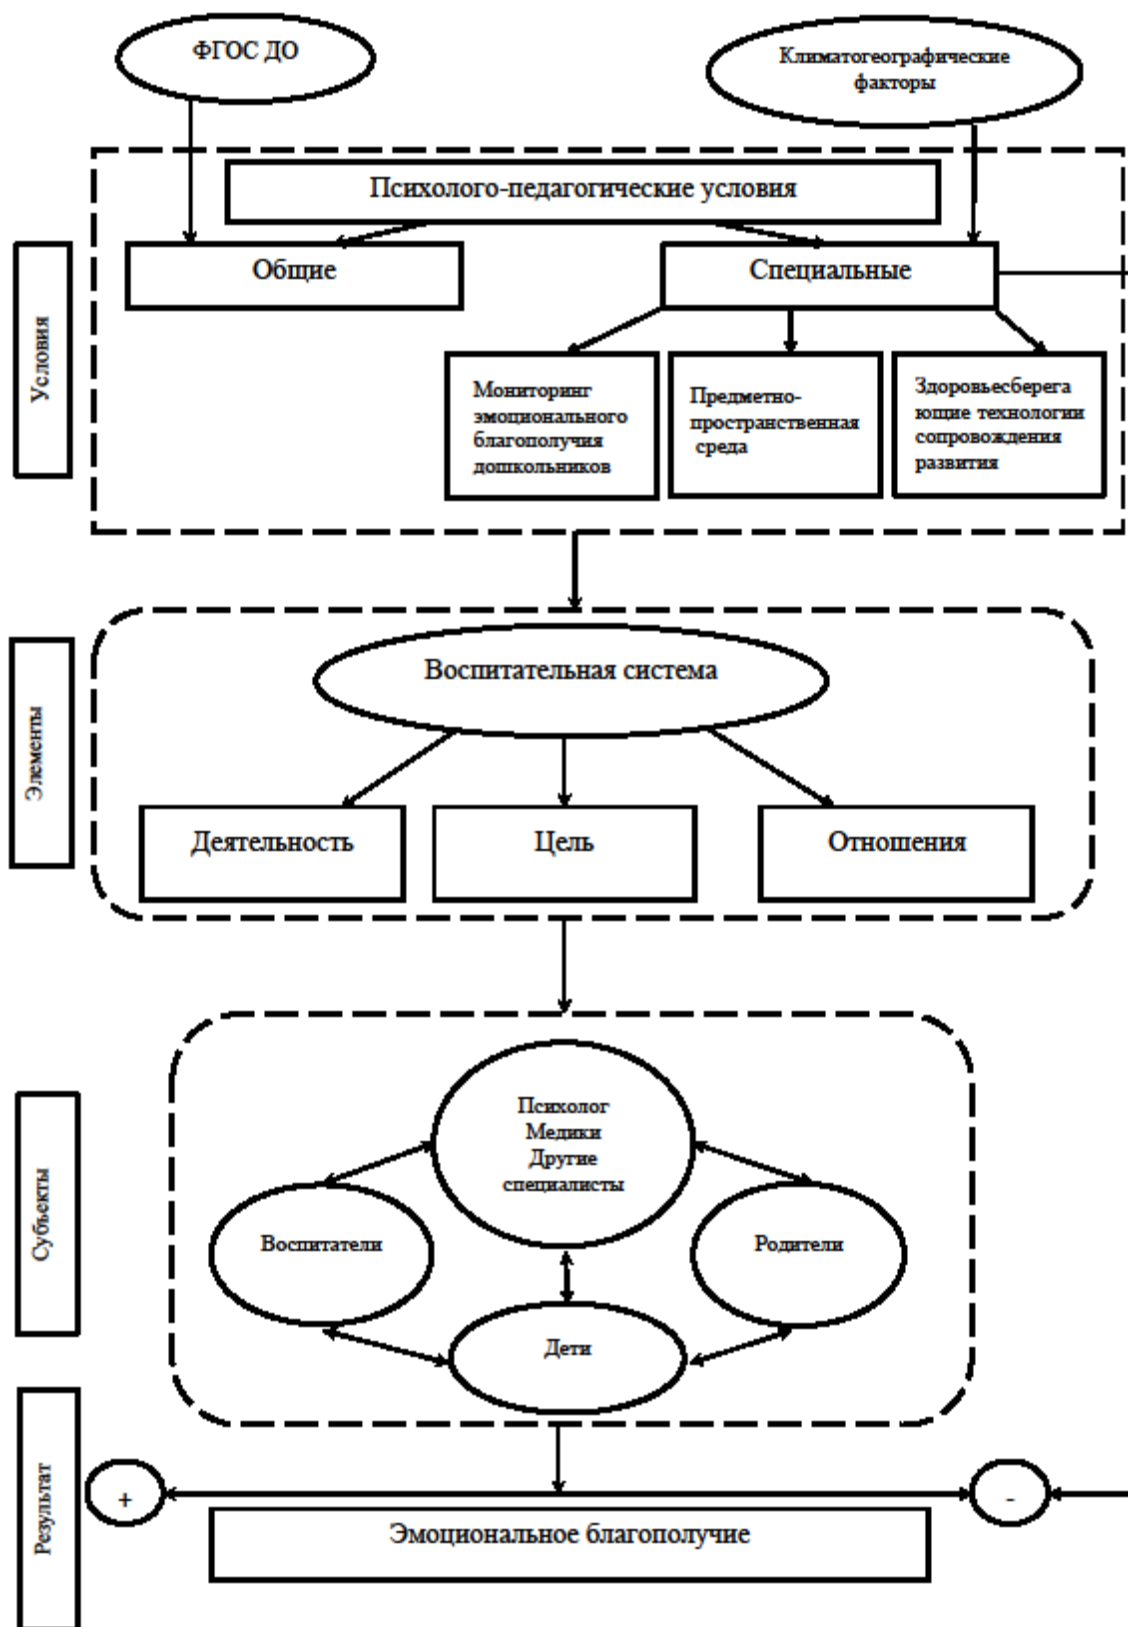 ФГОС ДО
Климатогеографические
факторы
Психолого-педагогические условия
Общие
Специальные
Условия
Мониторинг
эмоционального
благополучия
дошкольников
Предметно-
пространственная
среда
Здоровьесберега
ющие технологии
сопровождения
развития
Воспитательная система
Элементы
Деятельность
Цель
Отношения
Психолог
Медики
Другие
специалисты
Субъекты
Воспитатели
Родители
Дети
Результат
+
-
Эмоциональное благополучие